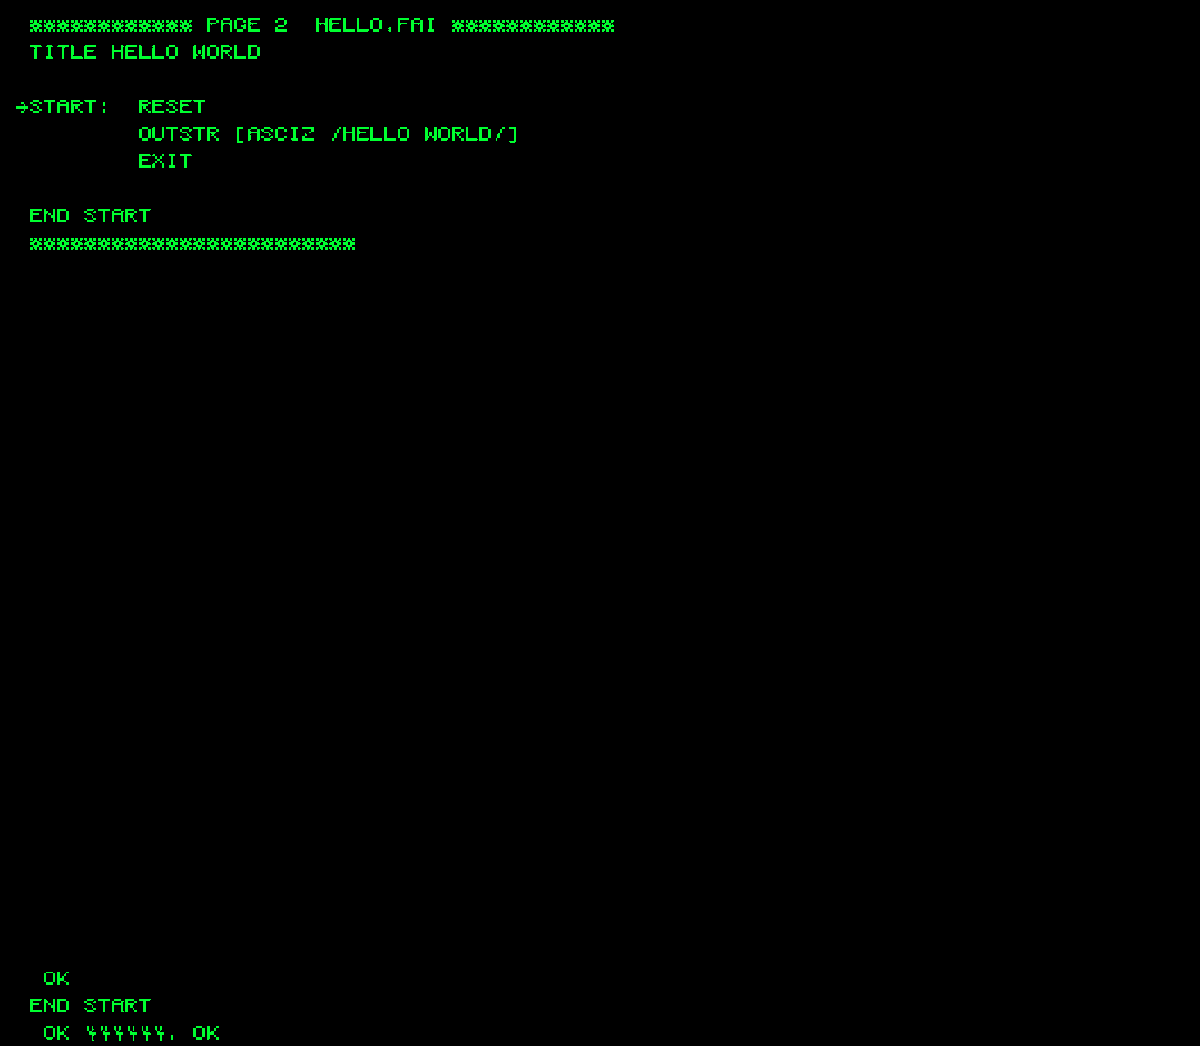 ************ PAGE 2  HELLO.FAI ************
TITLE HELLO WORLD
→START:  RESET
OUTSTR [ASCIZ /HELLO WORLD/]
EXIT
END START
************************
OK
END START
OK . OK